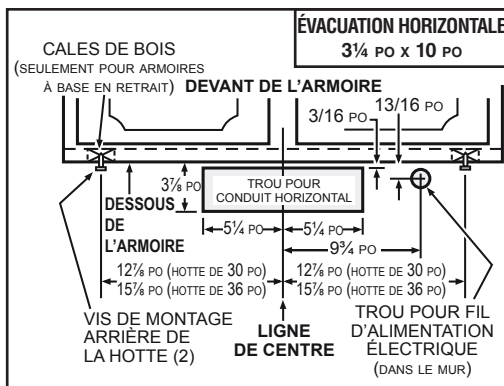 ÉVACUATION HORIZONTALE
3¼ PO X 10 PO
CALES DE BOIS
(SEULEMENT POUR ARMOIRES
À BASE EN RETRAIT)
DEVANT DE L'ARMOIRE
3/16 PO
13/16 PO
3⅞ PO
TROU POUR
CONDUIT HORIZONTAL
DESSOUS
DE
L'ARMOIRE
5¼ PO
5¼ PO
9¾ PO
12⅞ PO (HOTTE DE 30 PO)
15⅞ PO (HOTTE DE 36 PO)
12⅞ PO (HOTTE DE 30 PO)
15⅞ PO (HOTTE DE 36 PO)
VIS DE MONTAGE
ARRIÈRE DE
LA HOTTE (2)
LIGNE
DE CENTRE
TROU POUR FIL
D'ALIMENTATION
ÉLECTRIQUE
(DANS LE MUR)